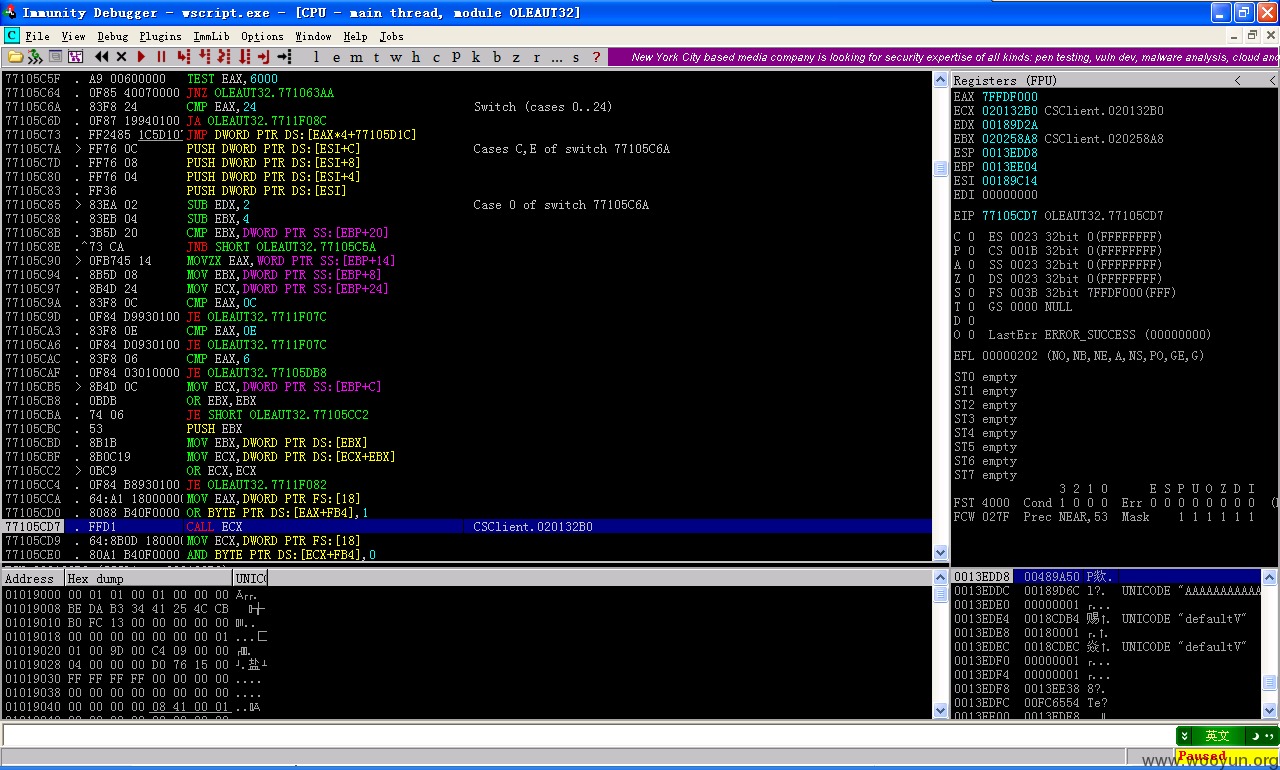 Immunity Debugger - wscript.exe - [CPU - main thread, module OLEAUT32]
C File View Debug Plugins ImmLib Options Window Help Jobs
l e m t w h c P k b z r ... s ? New York City based media company is looking for security expertise of all kinds: pen testing, vuln dev, malware analysis, cloud and
77105C5F . A9 00600000 TEST EAX,6000
77105C64 . 0F85 40070000 JNZ OLEAUT32.771063AA
77105C6A . 83F8 24 CMP EAX,24 Switch (cases 0..24)
77105C6D . 0F87 19940100 JA OLEAUT32.7711F08C
77105C73 . FF2485 1C5D10 JMP DWORD PTR DS:[EAX*4+77105D1C]
77105C7A > FF76 0C PUSH DWORD PTR DS:[ESI+C] Cases C,E of switch 77105C6A
77105C7D . FF76 08 PUSH DWORD PTR DS:[ESI+8]
77105C80 . FF76 04 PUSH DWORD PTR DS:[ESI+4]
77105C83 . FF36 PUSH DWORD PTR DS:[ESI]
77105C85 > 83EA 02 SUB EDX,2 Case 0 of switch 77105C6A
77105C88 . 83EB 04 SUB EBX,4
77105C8B . 3B5D 20 CMP EBX,DWORD PTR SS:[EBP+20]
77105C8E .^73 CA JNB SHORT OLEAUT32.77105C5A
77105C90 > 0FB745 14 MOVZX EAX,WORD PTR SS:[EBP+14]
77105C94 . 8B5D 08 MOV EBX,DWORD PTR SS:[EBP+8]
77105C97 . 8B4D 24 MOV ECX,DWORD PTR SS:[EBP+24]
77105C9A . 83F8 0C CMP EAX,0C
77105C9D . 0F84 D9930100 JE OLEAUT32.7711F07C
77105CA3 . 83F8 0E CMP EAX,0E
77105CA6 . 0F84 D0930100 JE OLEAUT32.7711F07C
77105CAC . 83F8 06 CMP EAX,6
77105CAF . 0F84 03010000 JE OLEAUT32.77105DB8
77105CB5 > 8B4D 0C MOV ECX,DWORD PTR SS:[EBP+C]
77105CB8 . 0BDB OR EBX,EBX
77105CBA . 74 06 JE SHORT OLEAUT32.77105CC2
77105CBC . 53 PUSH EBX
77105CBD . 8B1B MOV EBX,DWORD PTR DS:[EBX]
77105CBF . 8B0C19 MOV ECX,DWORD PTR DS:[ECX+EBX]
77105CC2 > 0BC9 OR ECX,ECX
77105CC4 . 0F84 B8930100 JE OLEAUT32.7711F082
77105CCA . 64:A1 18000000 MOV EAX,DWORD PTR FS:[18]
77105CD0 . 8088 B40F0000 OR BYTE PTR DS:[EAX+FB4],1
77105CD7 . FFD1 CALL ECX CSClient.020132B0
77105CD9 . 64:8B0D 18000 MOV ECX,DWORD PTR FS:[18]
77105CE0 . 80A1 B40F0000 AND BYTE PTR DS:[ECX+FB4],0
Registers (FPU) < <
EAX 7FFDF000
ECX 020132B0 CSClient.020132B0
EDX 00189D2A
EBX 020258A8 CSClient.020258A8
ESP 0013EDD8
EBP 0013EE04
ESI 00189C14
EDI 00000000
EIP 77105CD7 OLEAUT32.77105CD7
C 0 ES 0023 32bit 0(FFFFFFFF)
P 0 CS 001B 32bit 0(FFFFFFFF)
A 0 SS 0023 32bit 0(FFFFFFFF)
Z 0 DS 0023 32bit 0(FFFFFFFF)
S 0 FS 003B 32bit 7FFDF000(FFF)
T 0 GS 0000 NULL
D 0
O 0 LastErr ERROR_SUCCESS (00000000)
EFL 00000202 (NO,NB,NE,A,NS,PO,GE,G)
ST0 empty
ST1 empty
ST2 empty
ST3 empty
ST4 empty
ST5 empty
ST6 empty
ST7 empty
3 2 1 0 E S P U O Z D I
FST 4000 Cond 1 0 0 0 Err 0 0 0 0 0 0 0 0
FCW 027F Prec NEAR,53 Mask 1 1 1 1 1 1
Address Hex dump UNIC
01019000 00 01 01 00 01 00 00 00
01019010 B0 FC 13 00 00 00 00 00
01019018 00 00 00 00 00 00 00 01
01019020 01 00 9D 00 C4 09 00 00
01019028 04 00 00 00 D0 76 15 00
01019030 FF FF FF FF 00 00 00 00
01019038 00 00 00 00 00 00 00 00
01019040 00 00 00 00 08 41 00 01
0013EDD8 00489A50
0013EDDC 00189D6C UNICODE "AAAAAAAAAAA
0013EDE0 00000001
0013EDE4 0018CDB4 UNICODE "defaultV"
0013EDE8 00180001
0013EDEC 0018CDEC UNICODE "defaultV"
0013EDF0 00000001
0013EDF4 00000001
0013EDF8 0013EE38 8?.
0013EDFC 00FC6554 Te?
英文
Paused
www.wooyun.org